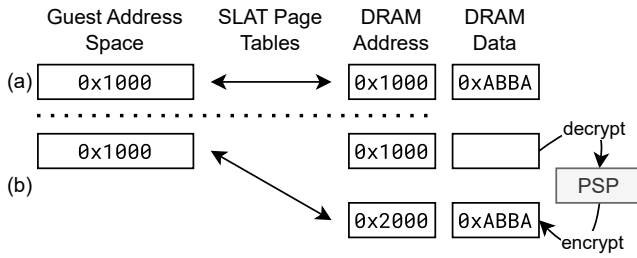 Guest Address Space
SLAT Page Tables
DRAM Address
DRAM Data
(a)
0x1000
0x1000
0xABBA
(b)
0x1000
0x1000
decrypt
PSP
0x2000
0xABBA
encrypt